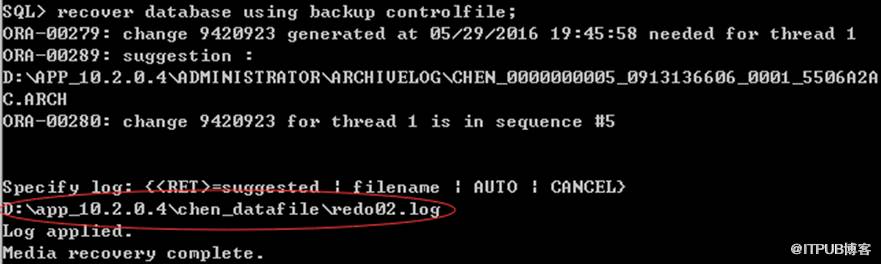 SQL> recover database using backup controlfile;
ORA-00279: change 9420923 generated at 05/29/2016 19:45:58 needed for thread 1
ORA-00289: suggestion :
D:\APP_10.2.0.4\ADMINISTRATOR\ARCHIVELOG\CHEN_0000000005_0913136606_0001_5506A2A
C.ARCH
ORA-00280: change 9420923 for thread 1 is in sequence #5
Specify log: {<RET>=suggested | filename | AUTO | CANCEL}
D:\app_10.2.0.4\chen_datafile\redo02.log
Log applied.
Media recovery complete.
@ITPUB博客